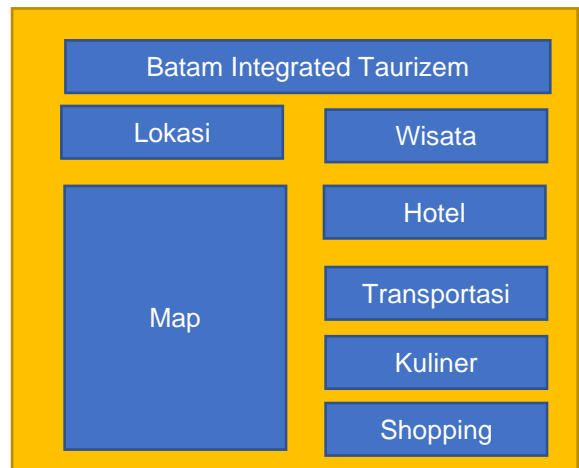 Batam Integrated Taurizem
Lokasi
Wisata
Map
Hotel
Transportasi
Kuliner
Shopping